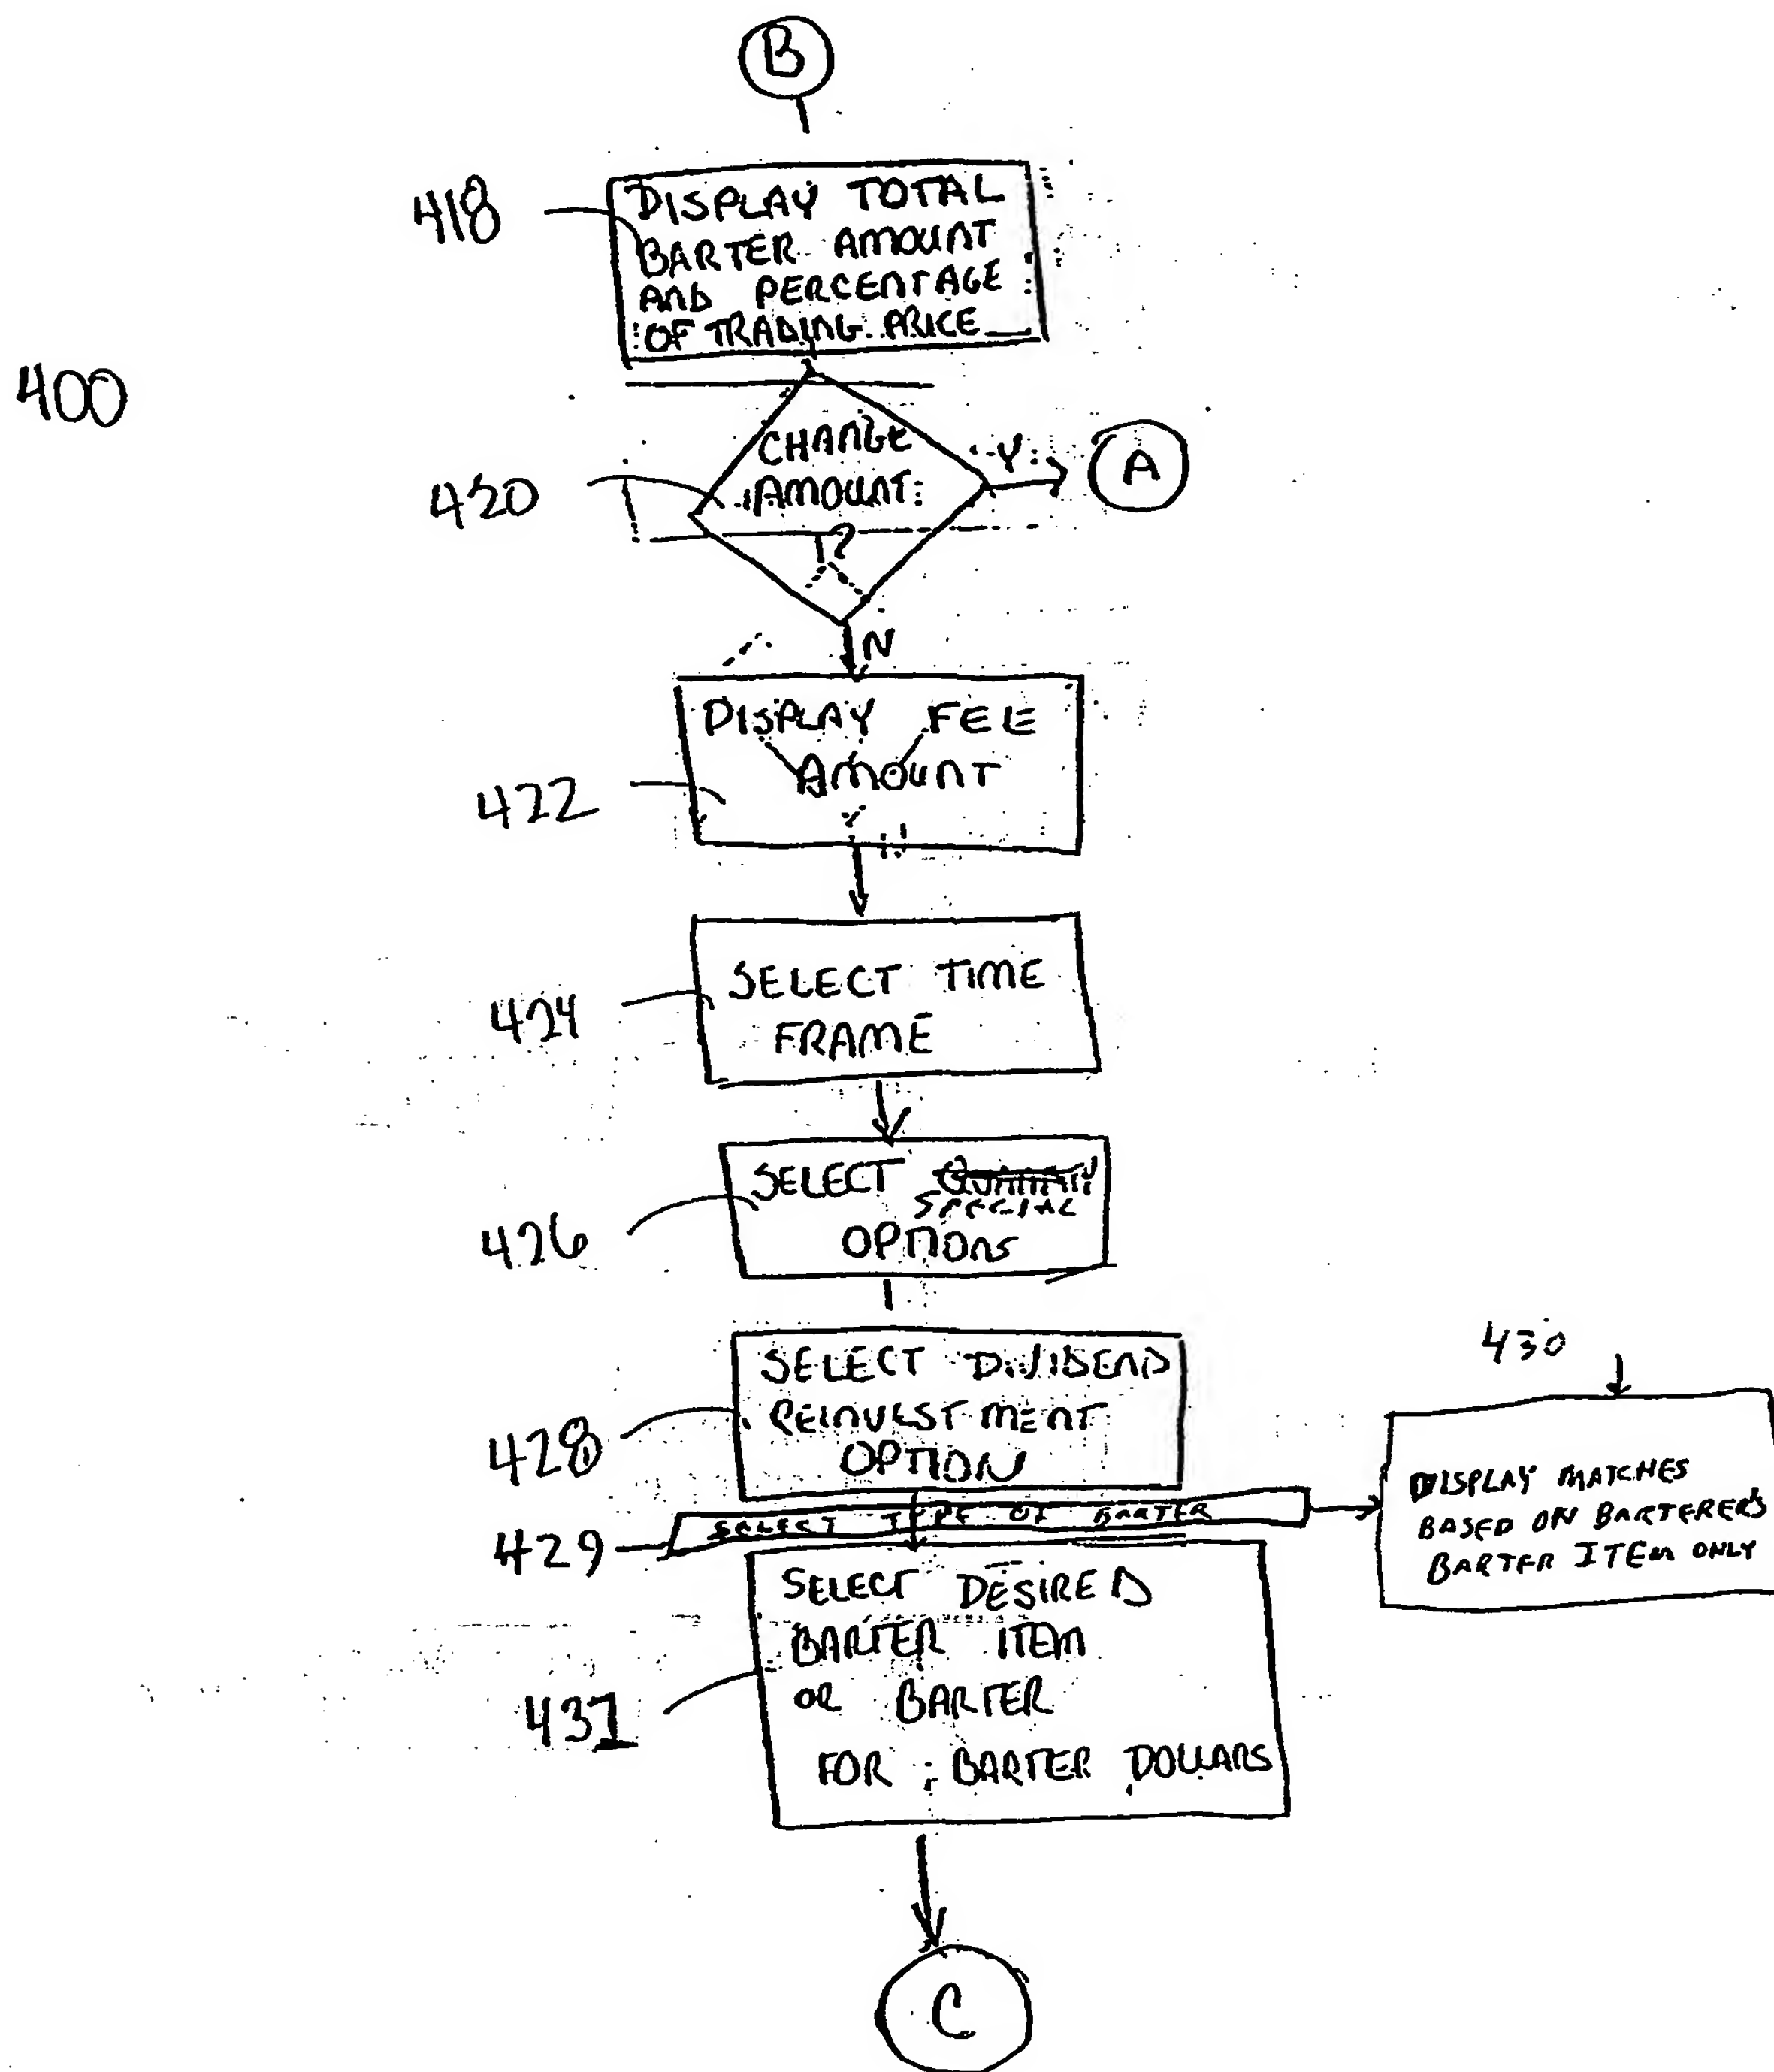 B
418
DISPLAY TOTAL
BARTER AMOUNT
AND PERCENTAGE
OF TRADING PRICE
400
CHANGE
AMOUNT
?
Y
A
420
N
DISPLAY FEE
AMOUNT
422
SELECT TIME
FRAME
424
SELECT
SPECIAL
OPTIONS
426
SELECT DIVIDEND
REINVESTMENT
OPTION
428
430
DISPLAY MATCHES
BASED ON BARTERER'S
BARTER ITEM ONLY
SELECT TYPE OF BARTER
429
SELECT DESIRED
BARTER ITEM
OR BARTER
FOR BARTER DOLLARS
431
C